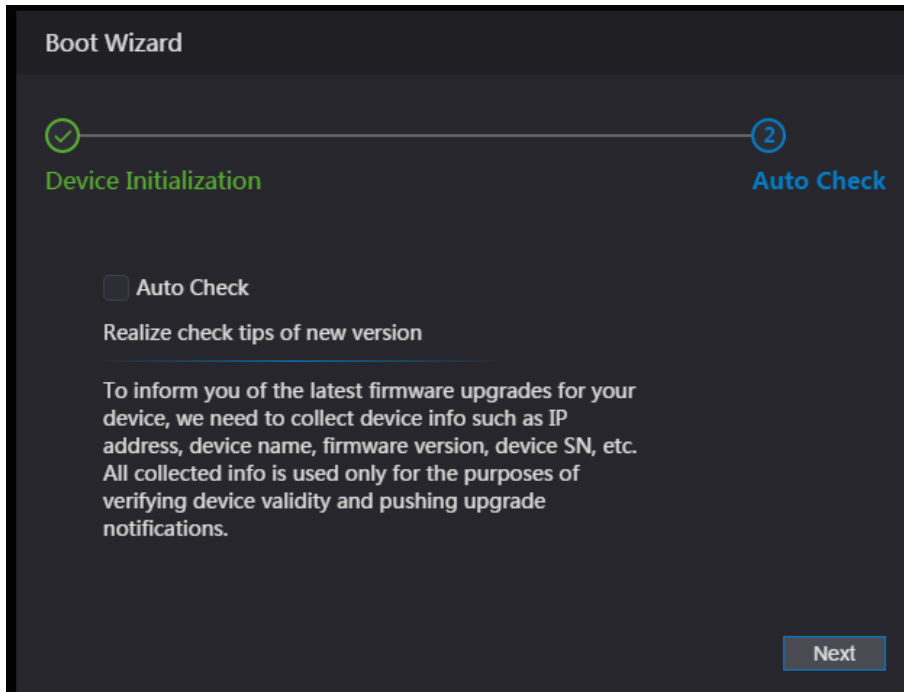 Boot Wizard
2
Device Initialization
Auto Check
Auto Check
Realize check tips of new version
To inform you of the latest firmware upgrades for your
device, we need to collect device info such as IP
address, device name, firmware version, device SN, etc.
All collected info is used only for the purposes of
verifying device validity and pushing upgrade
notifications.
Next